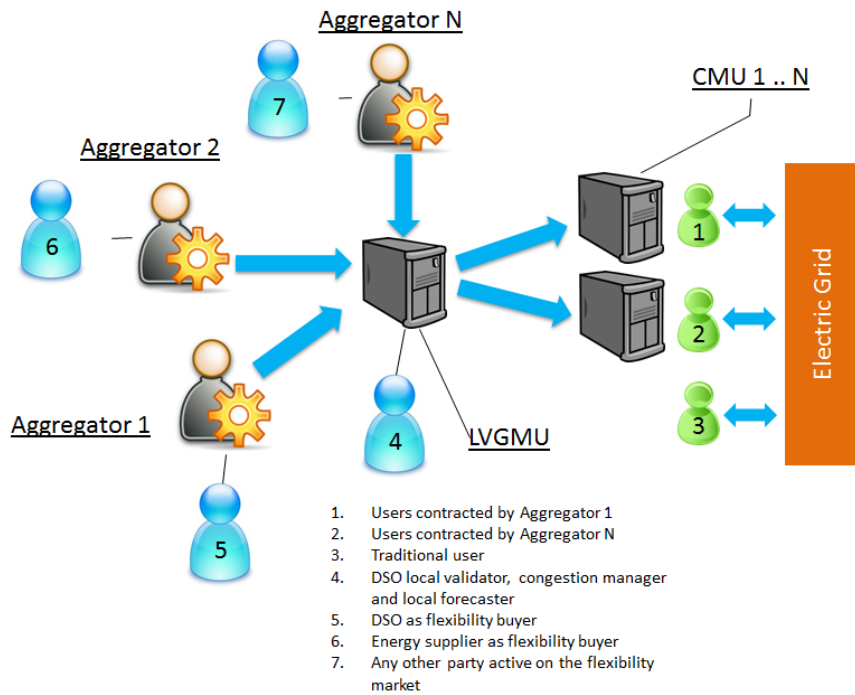 Aggregator N
7
CMU 1 .. N
Aggregator 2
6
1
2
3
Electric Grid
Aggregator 1
4
LVGMU
5
1. Users contracted by Aggregator 1
2. Users contracted by Aggregator N
3. Traditional user
4. DSO local validator, congestion manager
and local forecaster
5. DSO as flexibility buyer
6. Energy supplier as flexibility buyer
7. Any other party active on the flexibility
market